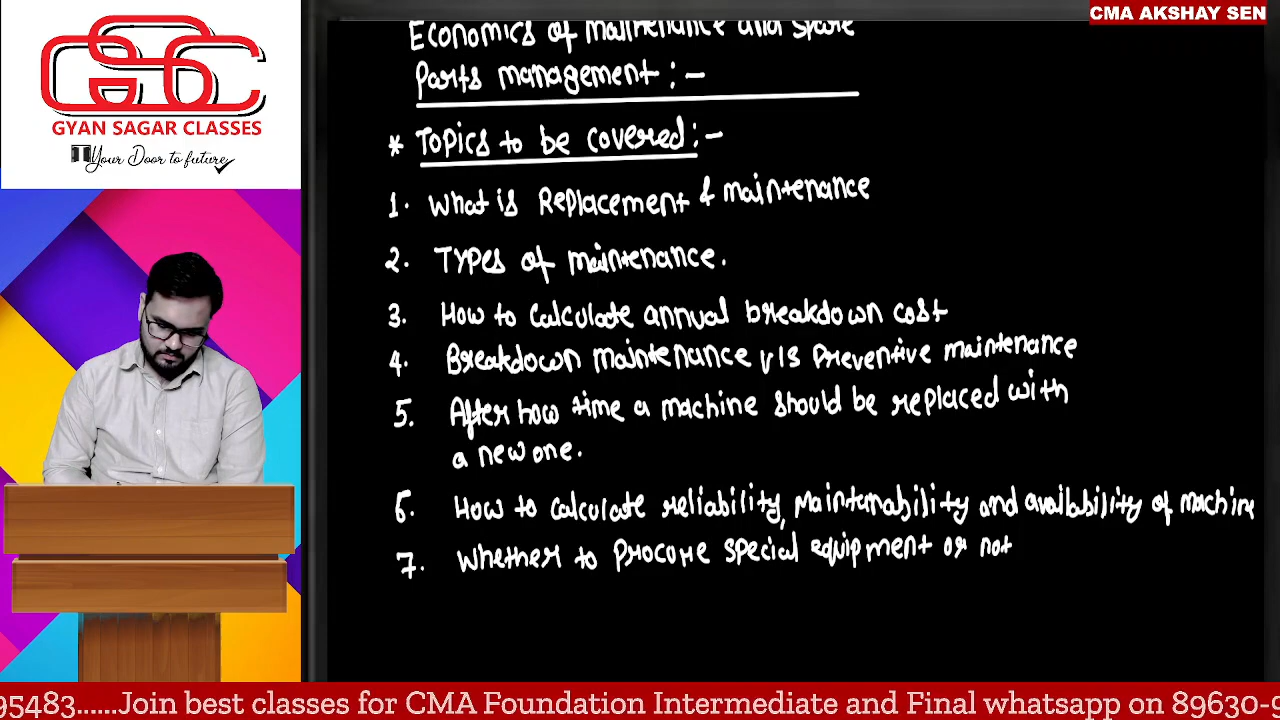 CMA AKSHAY SEN
GSC
GYAN SAGAR CLASSES
Your Door to future
Economics of maintenance and Spare
Parts management :-
* Topics to be covered:-
1. What is Replacement & maintenance
2. Types of maintenance.
3. How to calculate annual breakdown cost
4. Breakdown maintenance v/s Preventive maintenance
5. After how time a machine should be replaced with
a new one.
6. How to calculate reliability, Maintenability and availability of machine
7. Whether to procure special equipment or not
95483......Join best classes for CMA Foundation Intermediate and Final whatsapp on 89630-9